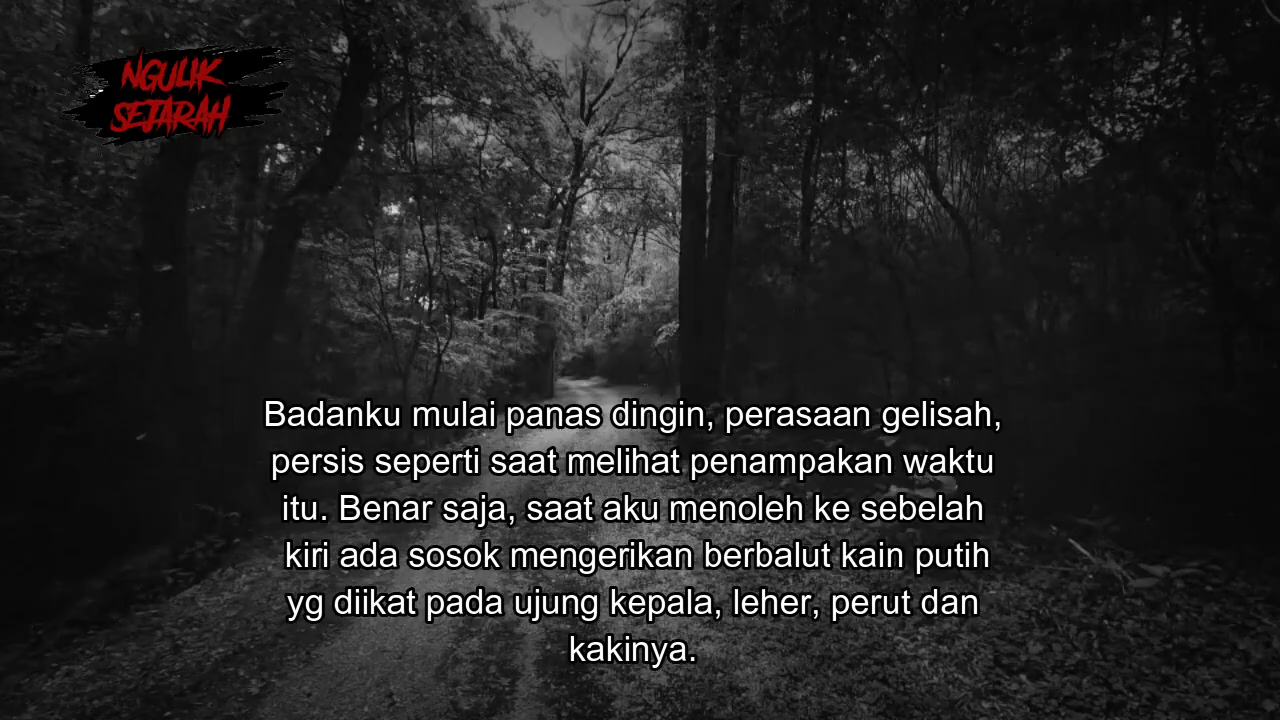 NGULIK
SEJARAH
Badanku mulai panas dingin, perasaan gelisah,
persis seperti saat melihat penampakan waktu
itu. Benar saja, saat aku menoleh ke sebelah
kiri ada sosok mengerikan berbalut kain putih
yg diikat pada ujung kepala, leher, perut dan
kakinya.